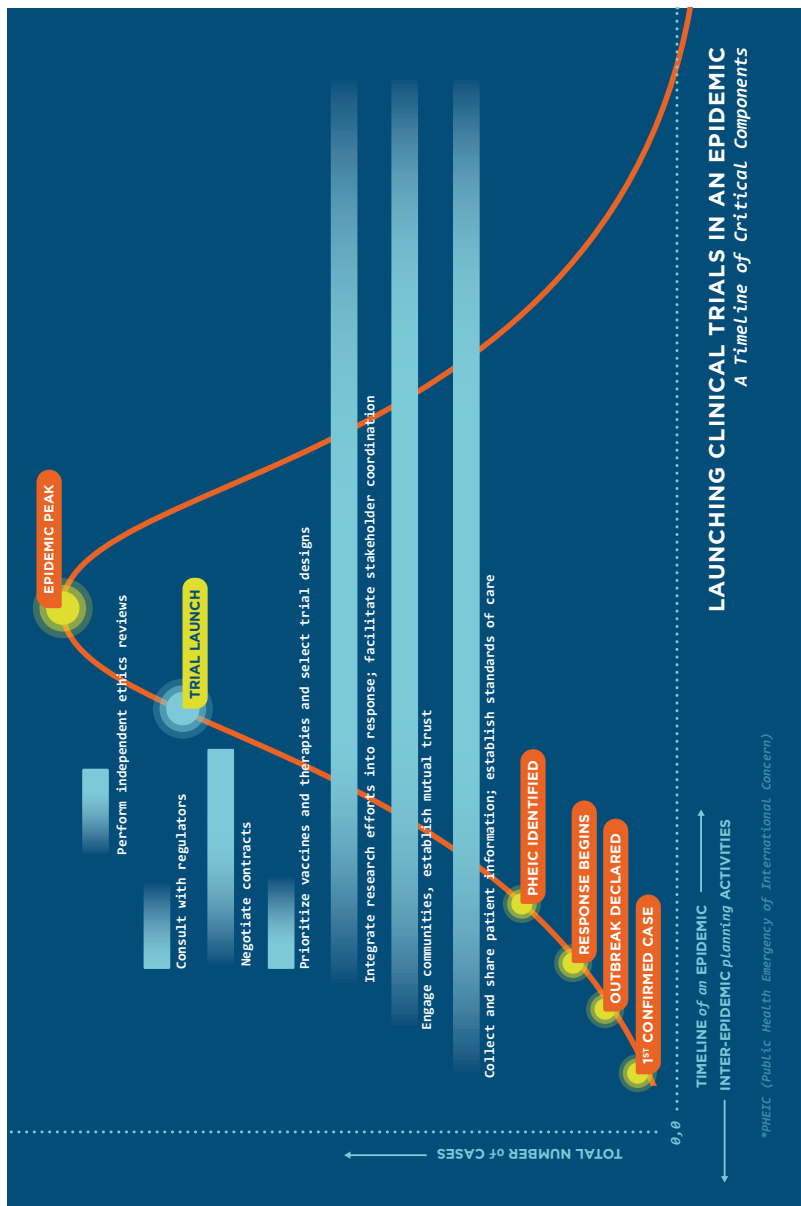 EPIDEMIC PEAK
Perform independent ethics reviews
TRIAL LAUNCH
Consult with regulators
Negotiate contracts
Prioritize vaccines and therapies and select trial designs
Integrate research efforts into response; facilitate stakeholder coordination
Engage communities, establish mutual trust
Collect and share patient information; establish standards of care
PHEIC IDENTIFIED
RESPONSE BEGINS
OUTBREAK DECLARED
1ST CONFIRMED CASE
TOTAL NUMBER of CASES
0,0
TIMELINE of an EPIDEMIC
INTER-EPIDEMIC planning ACTIVITIES
LAUNCHING CLINICAL TRIALS IN AN EPIDEMIC
A Timeline of Critical Components
*PHEIC (Public Health Emergency of International Concern)